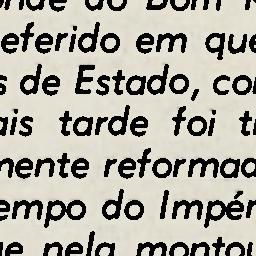 onde do Bom R
eferido em que
s de Estado, co
ais tarde foi t
mente reformad
empo do Impér
ue nela montou